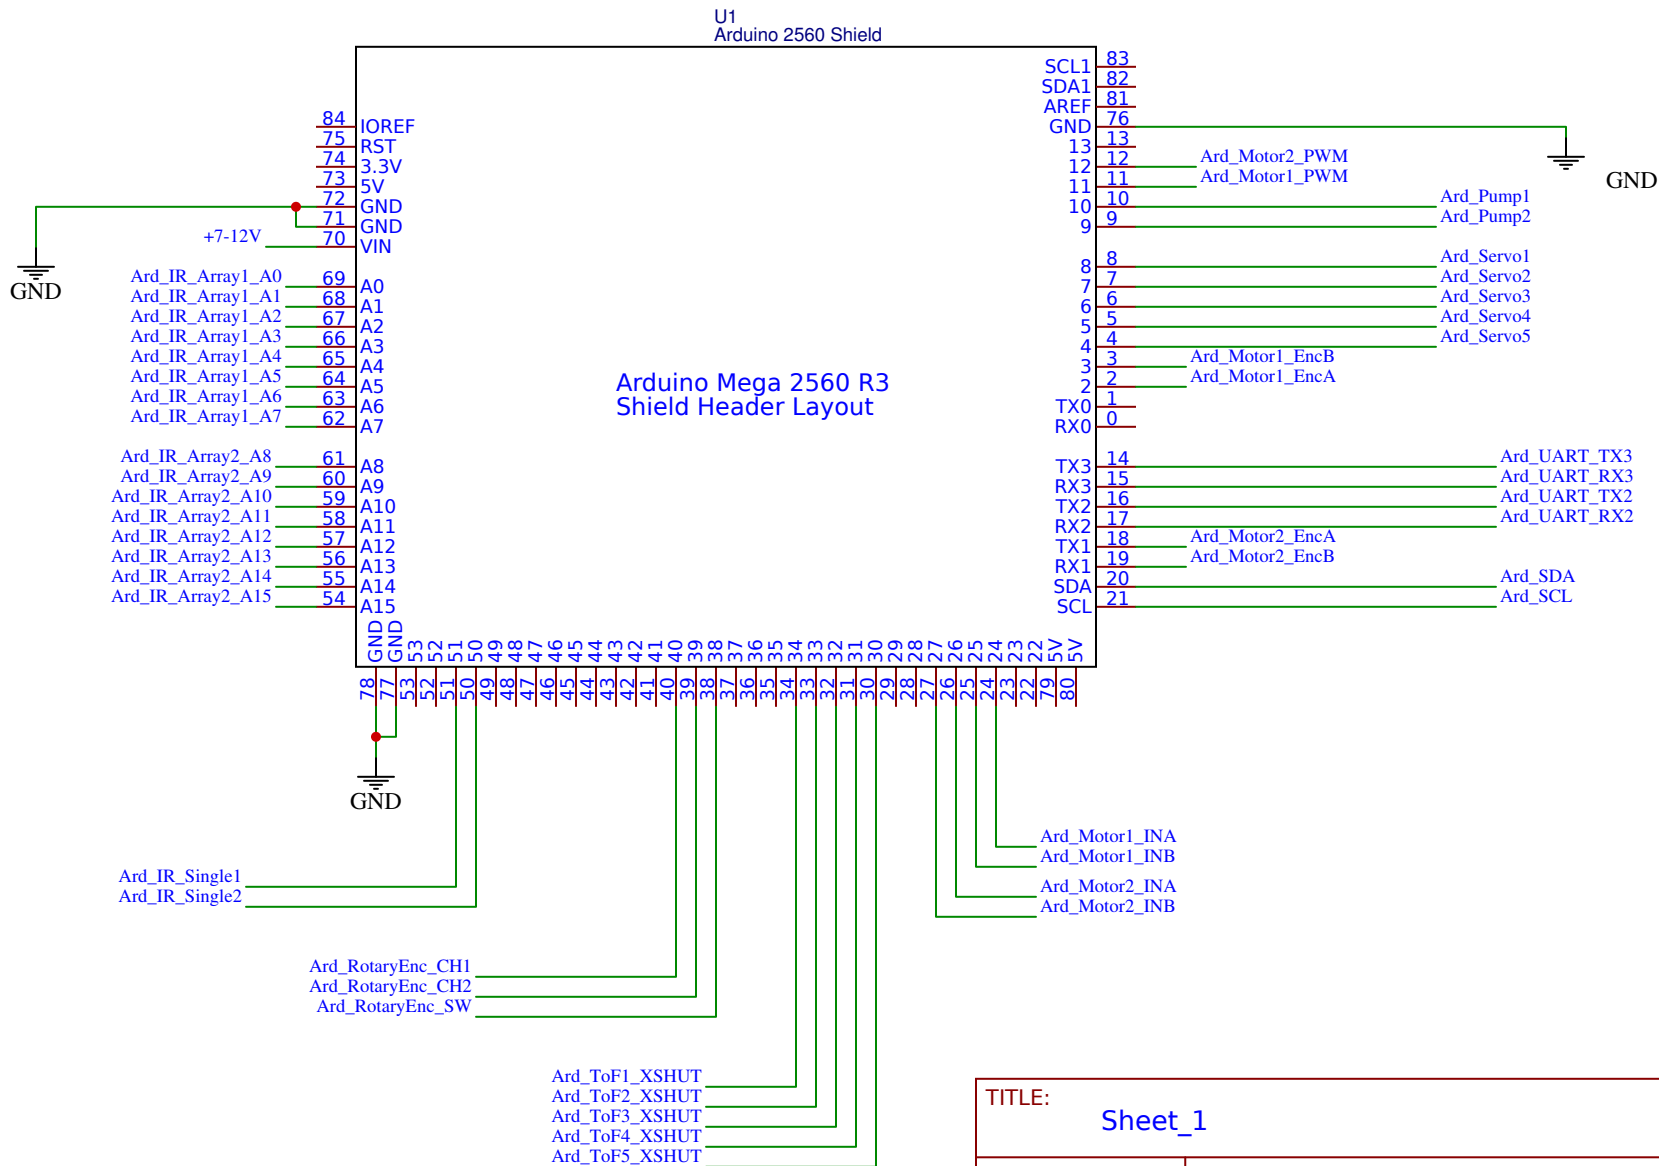 U1
Arduino 2560 Shield
Arduino Mega 2560 R3
Shield Header Layout
84 IOREF
75 RST
74 3.3V
73 5V
72 GND
71 GND
+7-12V 70 VIN
GND
Ard_IR_Array1_A0 69 A0
Ard_IR_Array1_A1 68 A1
Ard_IR_Array1_A2 67 A2
Ard_IR_Array1_A3 66 A3
Ard_IR_Array1_A4 65 A4
Ard_IR_Array1_A5 64 A5
Ard_IR_Array1_A6 63 A6
Ard_IR_Array1_A7 62 A7
Ard_IR_Array2_A8 61 A8
Ard_IR_Array2_A9 60 A9
Ard_IR_Array2_A10 59 A10
Ard_IR_Array2_A11 58 A11
Ard_IR_Array2_A12 57 A12
Ard_IR_Array2_A13 56 A13
Ard_IR_Array2_A14 55 A14
Ard_IR_Array2_A15 54 A15
SCL1 83
SDA1 82
AREF 81
GND 76
GND
13 13
12 12 Ard_Motor2_PWM
11 11 Ard_Motor1_PWM
10 10 Ard_Pump1
9 9 Ard_Pump2
8 8 Ard_Servo1
7 7 Ard_Servo2
6 6 Ard_Servo3
5 5 Ard_Servo4
4 4 Ard_Servo5
3 3 Ard_Motor1_EncB
2 2 Ard_Motor1_EncA
TX0 1
RX0 0
TX3 14 Ard_UART_TX3
RX3 15 Ard_UART_RX3
TX2 16 Ard_UART_TX2
RX2 17 Ard_UART_RX2
TX1 18 Ard_Motor2_EncA
RX1 19 Ard_Motor2_EncB
SDA 20 Ard_SDA
SCL 21 Ard_SCL
GND GND 53 52 51 50 49 48 47 46 45 44 43 42 41 40 39 38 37 36 35 34 33 32 31 30 29 28 27 26 25 24 23 22 5V 5V
78 77 53 52 51 50 49 48 47 46 45 44 43 42 41 40 39 38 37 36 35 34 33 32 31 30 29 28 27 26 25 24 23 22 79 80
GND
Ard_Motor1_INA
Ard_Motor1_INB
Ard_Motor2_INA
Ard_Motor2_INB
Ard_IR_Single1
Ard_IR_Single2
Ard_RotaryEnc_CH1
Ard_RotaryEnc_CH2
Ard_RotaryEnc_SW
Ard_ToF1_XSHUT
Ard_ToF2_XSHUT
Ard_ToF3_XSHUT
Ard_ToF4_XSHUT
Ard_ToF5_XSHUT
TITLE:
Sheet_1